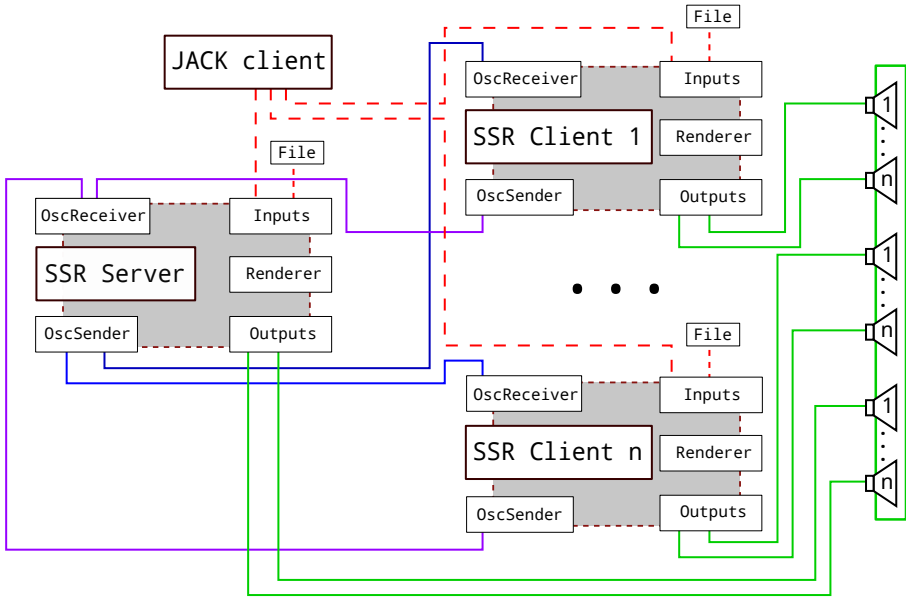 File
JACK client
OscReceiver
Inputs
SSR Client 1
Renderer
OscSender
Outputs
File
OscReceiver
Inputs
SSR Server
Renderer
OscSender
Outputs
• • •
File
OscReceiver
Inputs
SSR Client n
Renderer
OscSender
Outputs
1
n
1
n
1
n